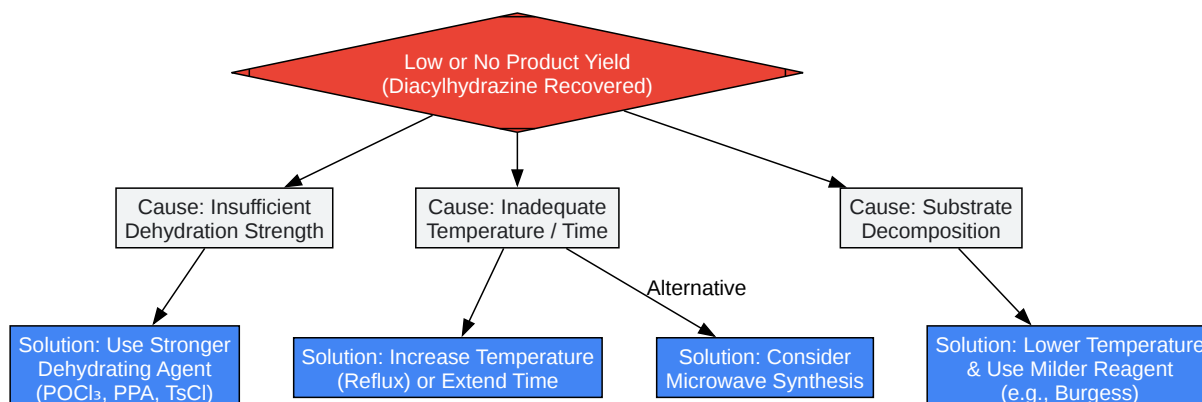 Low or No Product Yield
(Diacylhydrazine Recovered)
Cause: Insufficient
Dehydration Strength
Cause: Inadequate
Temperature / Time
Cause: Substrate
Decomposition
Alternative
Solution: Use Stronger
Dehydrating Agent
(POCl₃, PPA, TsCl)
Solution: Increase Temperature
(Reflux) or Extend Time
Solution: Consider
Microwave Synthesis
Solution: Lower Temperature
& Use Milder Reagent
(e.g., Burgess)